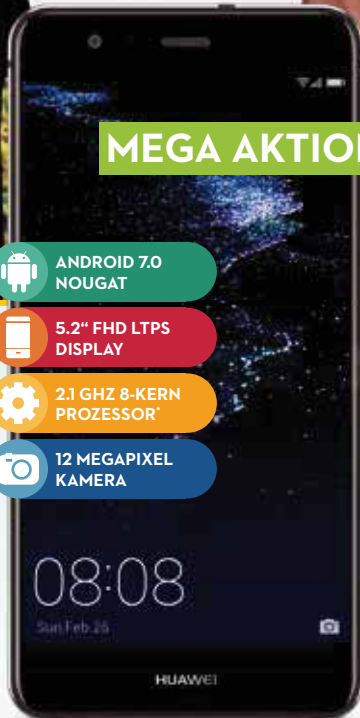 MEGA AKTION
ANDROID 7.0
NOUGAT
5.2“ FHD LTPS
DISPLAY
2.1 GHZ 8-KERN
PROZESSOR*
12 MEGAPIXEL
KAMERA
08:08
Sun, Feb 26
HUAWEI